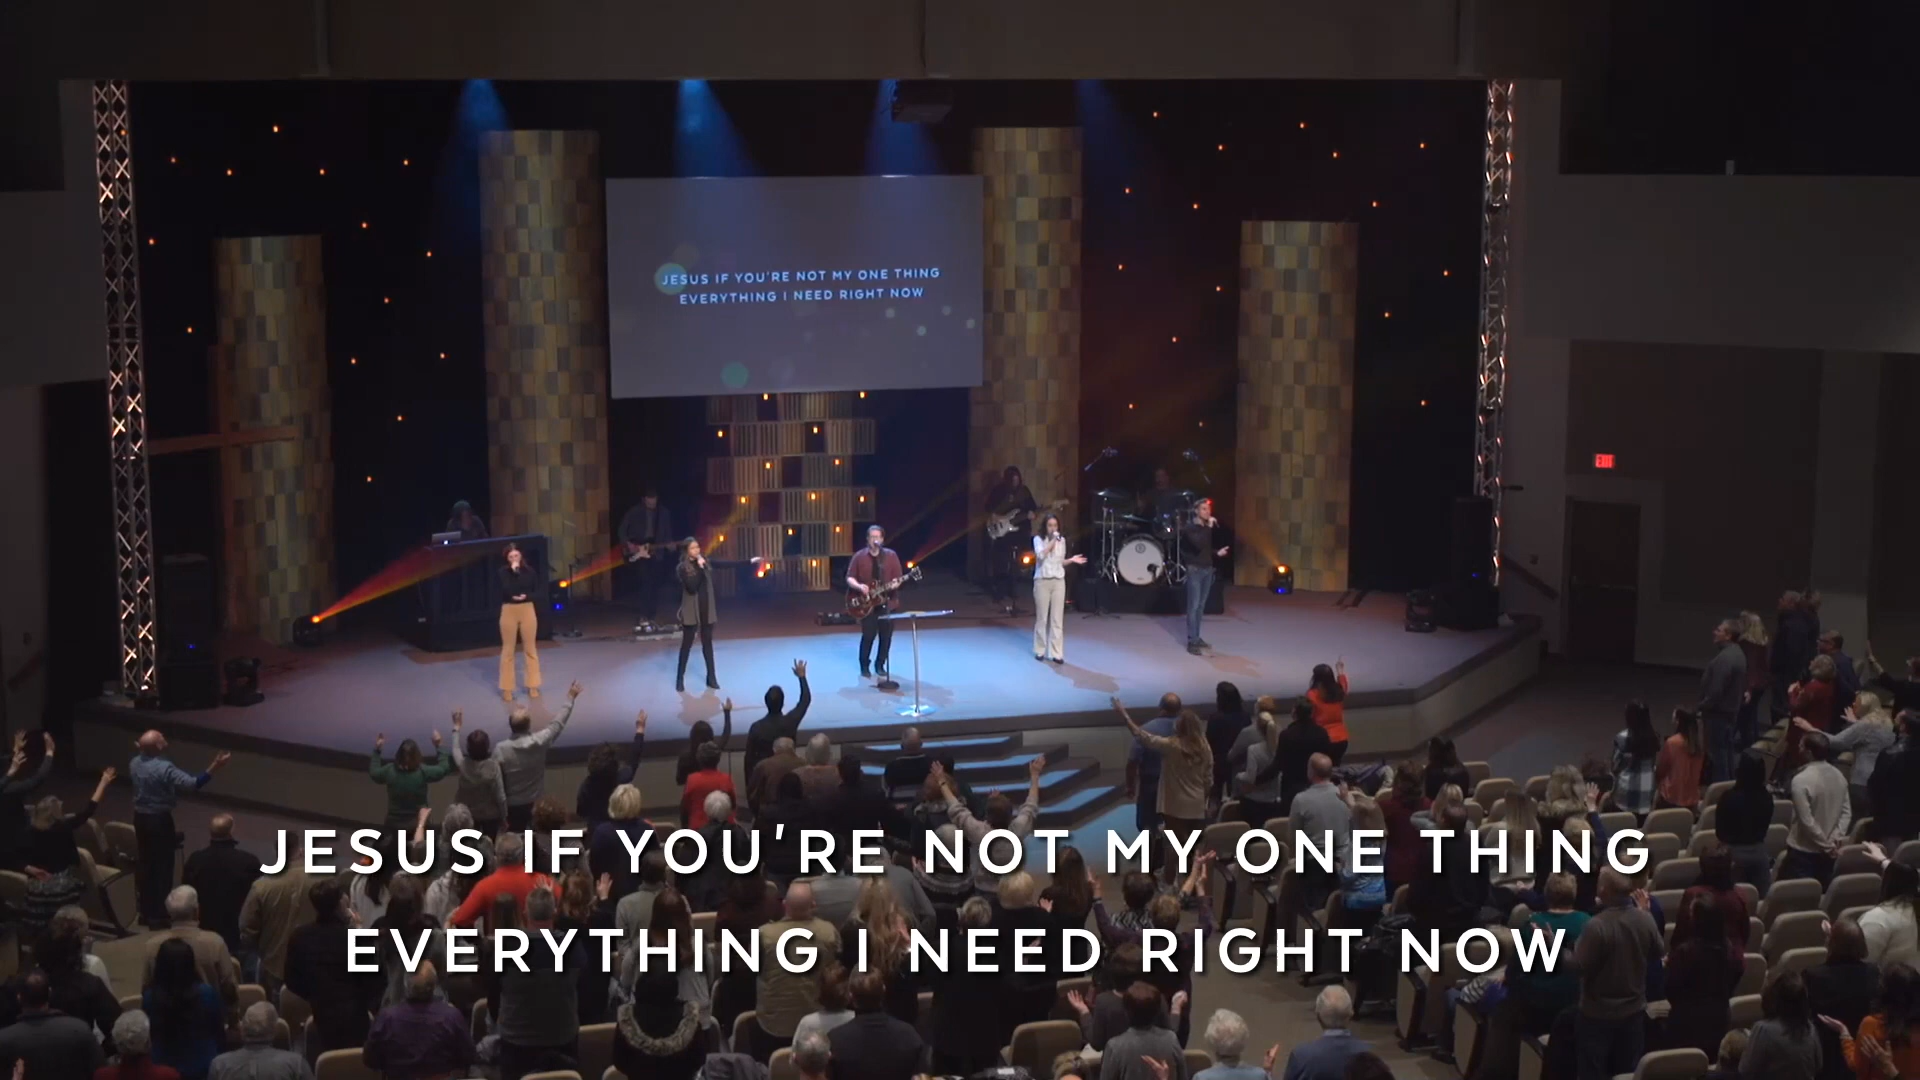 JESUS IF YOU'RE NOT MY ONE THING
EVERYTHING I NEED RIGHT NOW
EXIT
JESUS IF YOU'RE NOT MY ONE THING
EVERYTHING I NEED RIGHT NOW